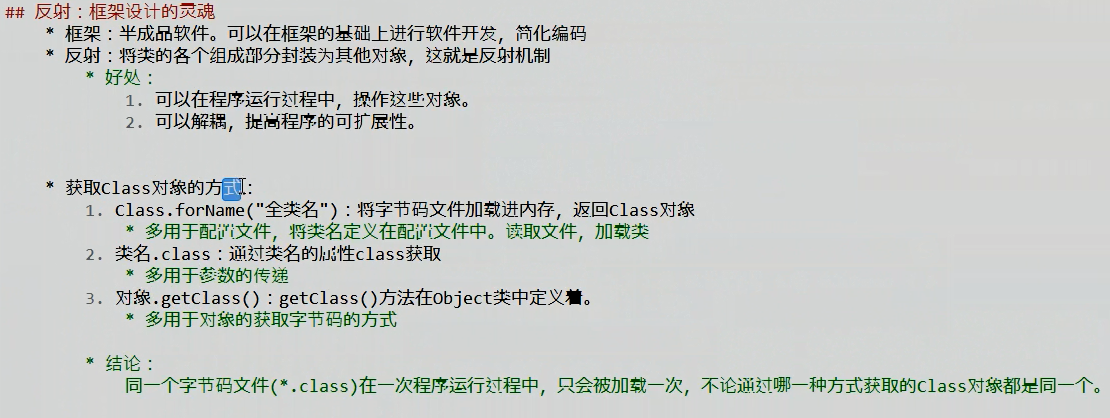 ## 反射：框架设计的灵魂
* 框架：半成品软件。可以在框架的基础上进行软件开发，简化编码
* 反射：将类的各个组成部分封装为其他对象，这就是反射机制
* 好处：
1. 可以在程序运行过程中，操作这些对象。
2. 可以解耦，提高程序的可扩展性。
* 获取Class对象的方式：
1. Class.forName("全类名")：将字节码文件加载进内存，返回Class对象
* 多用于配置文件，将类名定义在配置文件中。读取文件，加载类
2. 类名.class：通过类名的属性class获取
* 多用于参数的传递
3. 对象.getClass()：getClass()方法在Object类中定义着。
* 多用于对象的获取字节码的方式
* 结论：
同一个字节码文件(*.class)在一次程序运行过程中，只会被加载一次，不论通过哪一种方式获取的Class对象都是同一个。